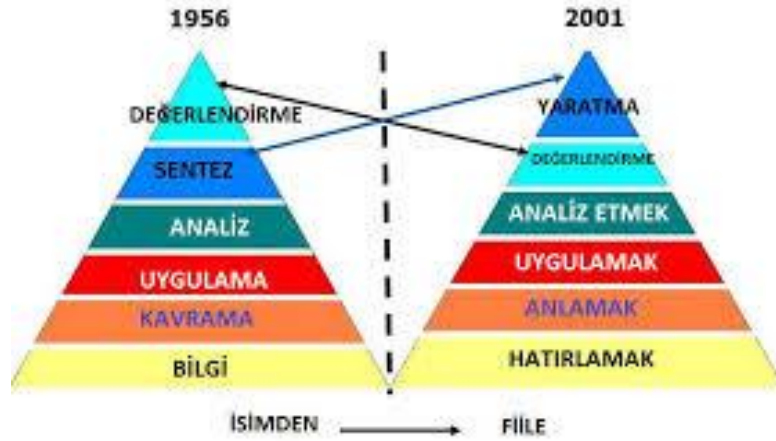 1956
DEĞERLENDİRME
SENTEZ
ANALİZ
UYGULAMA
KAVRAMA
BİLGİ
2001
YARATMA
DEĞERLENDİRME
ANALİZ ETMEK
UYGULAMAK
ANLAMAK
HATIRLAMAK
İSİMDEN FİİLE